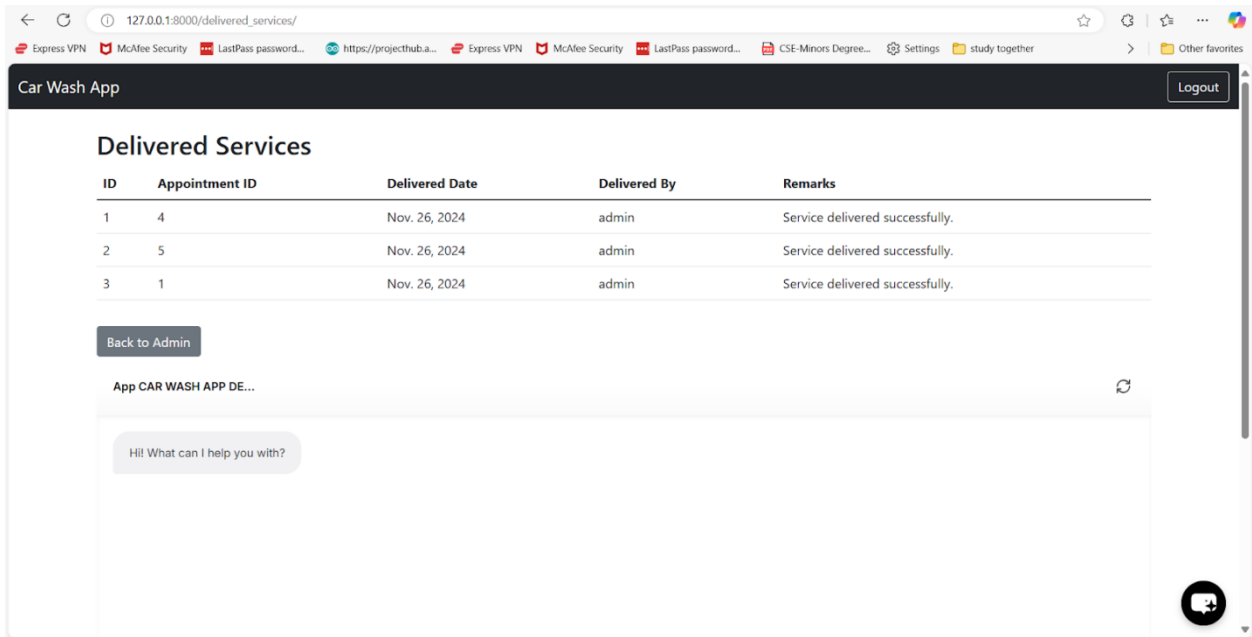 127.0.0.1:8000/delivered_services/
Express VPN McAfee Security LastPass password... https://projecthub.a... Express VPN McAfee Security LastPass password... CSE-Minors Degree... Settings study together Other favorites
Car Wash App Logout
Delivered Services
ID Appointment ID Delivered Date Delivered By Remarks
1 4 Nov. 26, 2024 admin Service delivered successfully.
2 5 Nov. 26, 2024 admin Service delivered successfully.
3 1 Nov. 26, 2024 admin Service delivered successfully.
Back to Admin
App CAR WASH APP DE...
Hi! What can I help you with?